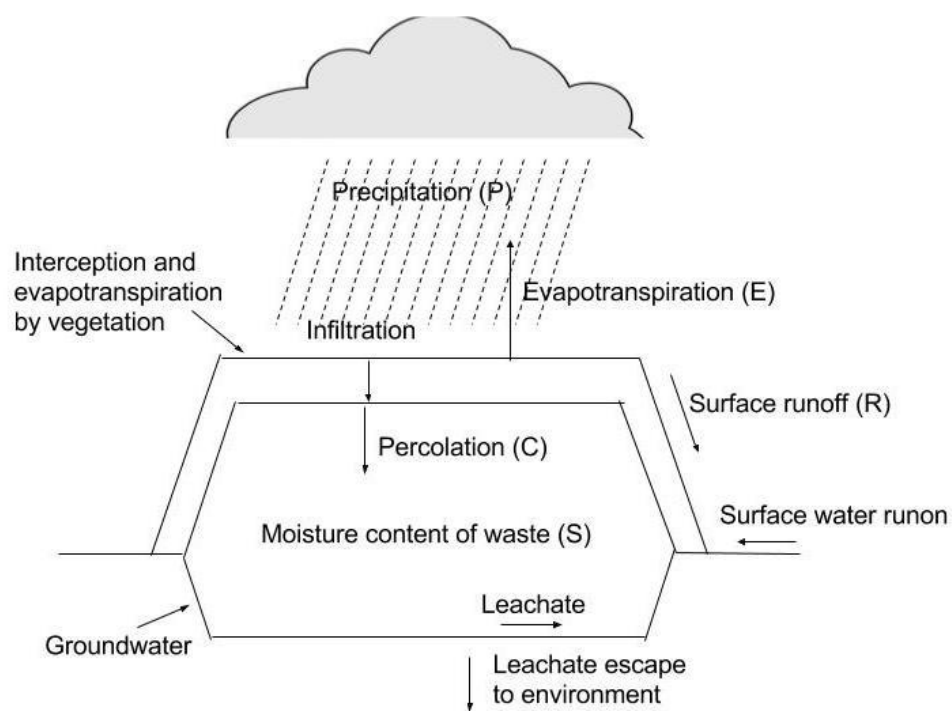 Precipitation (P)
Interception and
evapotranspiration
by vegetation
Evapotranspiration (E)
Infiltration
Surface runoff (R)
Percolation (C)
Surface water runon
Moisture content of waste (S)
Leachate
Groundwater
Leachate escape
to environment